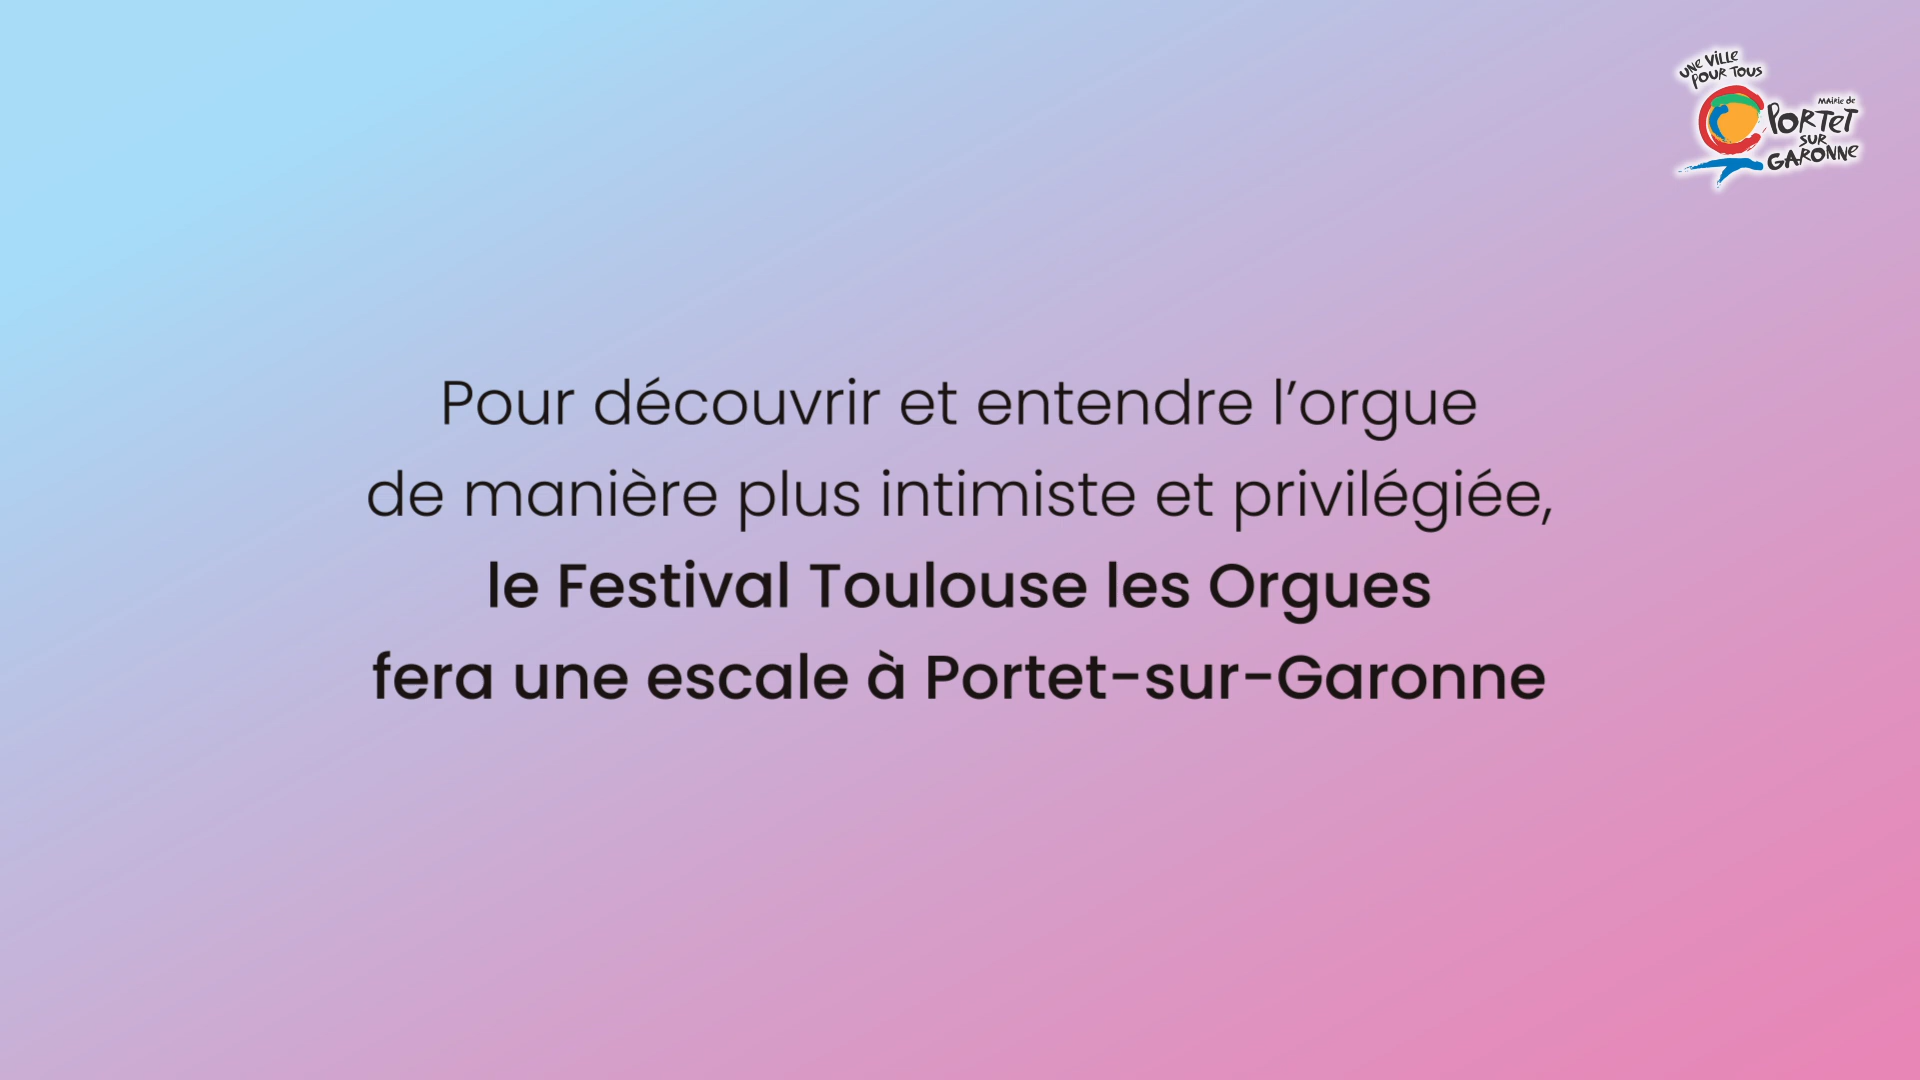 UNE VILLE
POUR TOUS
MAIRIE de
PORTET
SUR
GARONNE
Pour découvrir et entendre l’orgue
de manière plus intimiste et privilégiée,
le Festival Toulouse les Orgues
fera une escale à Portet-sur-Garonne